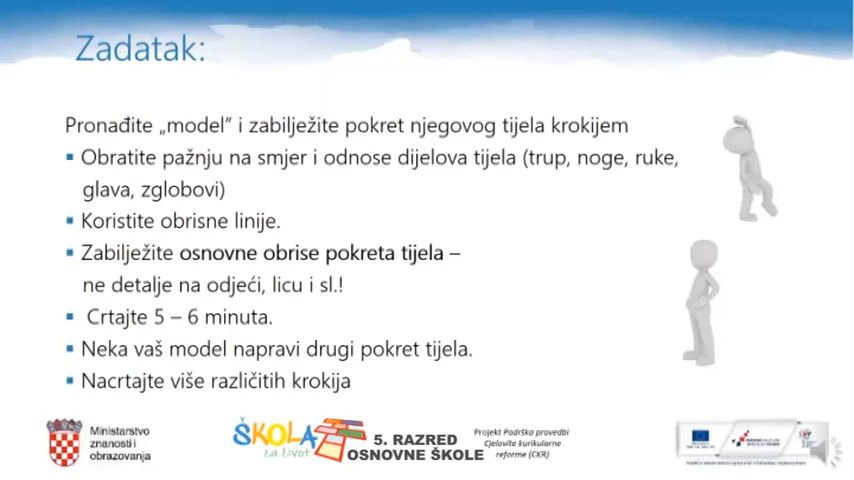 Zadatak:
Pronađite „model” i zabilježite pokret njegovog tijela krokijem
▪ Obratite pažnju na smjer i odnose dijelova tijela (trup, noge, ruke,
glava, zglobovi)
▪ Koristite obrisne linije.
▪ Zabilježite osnovne obrise pokreta tijela –
ne detalje na odjeći, licu i sl.!
▪ Crtajte 5 – 6 minuta.
▪ Neka vaš model napravi drugi pokret tijela.
▪ Nacrtajte više različitih krokija
Ministarstvo
znanosti i
obrazovanja
ŠKOLA
za život
5. RAZRED
OSNOVNE ŠKOLE
Projekt Podrška provedbi
Cjelovite kurikularne
reforme (CKR)